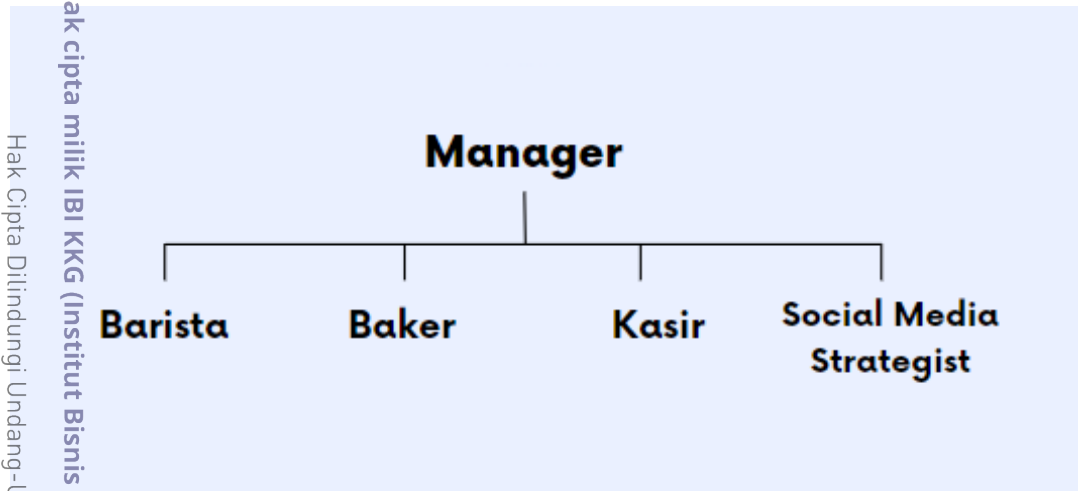 Manager
Barista
Baker
Kasir
Social Media
Strategist
ak cipta milik IBI KKG (Institut Bisnis
Hak Cipta Dilindungi Undang-